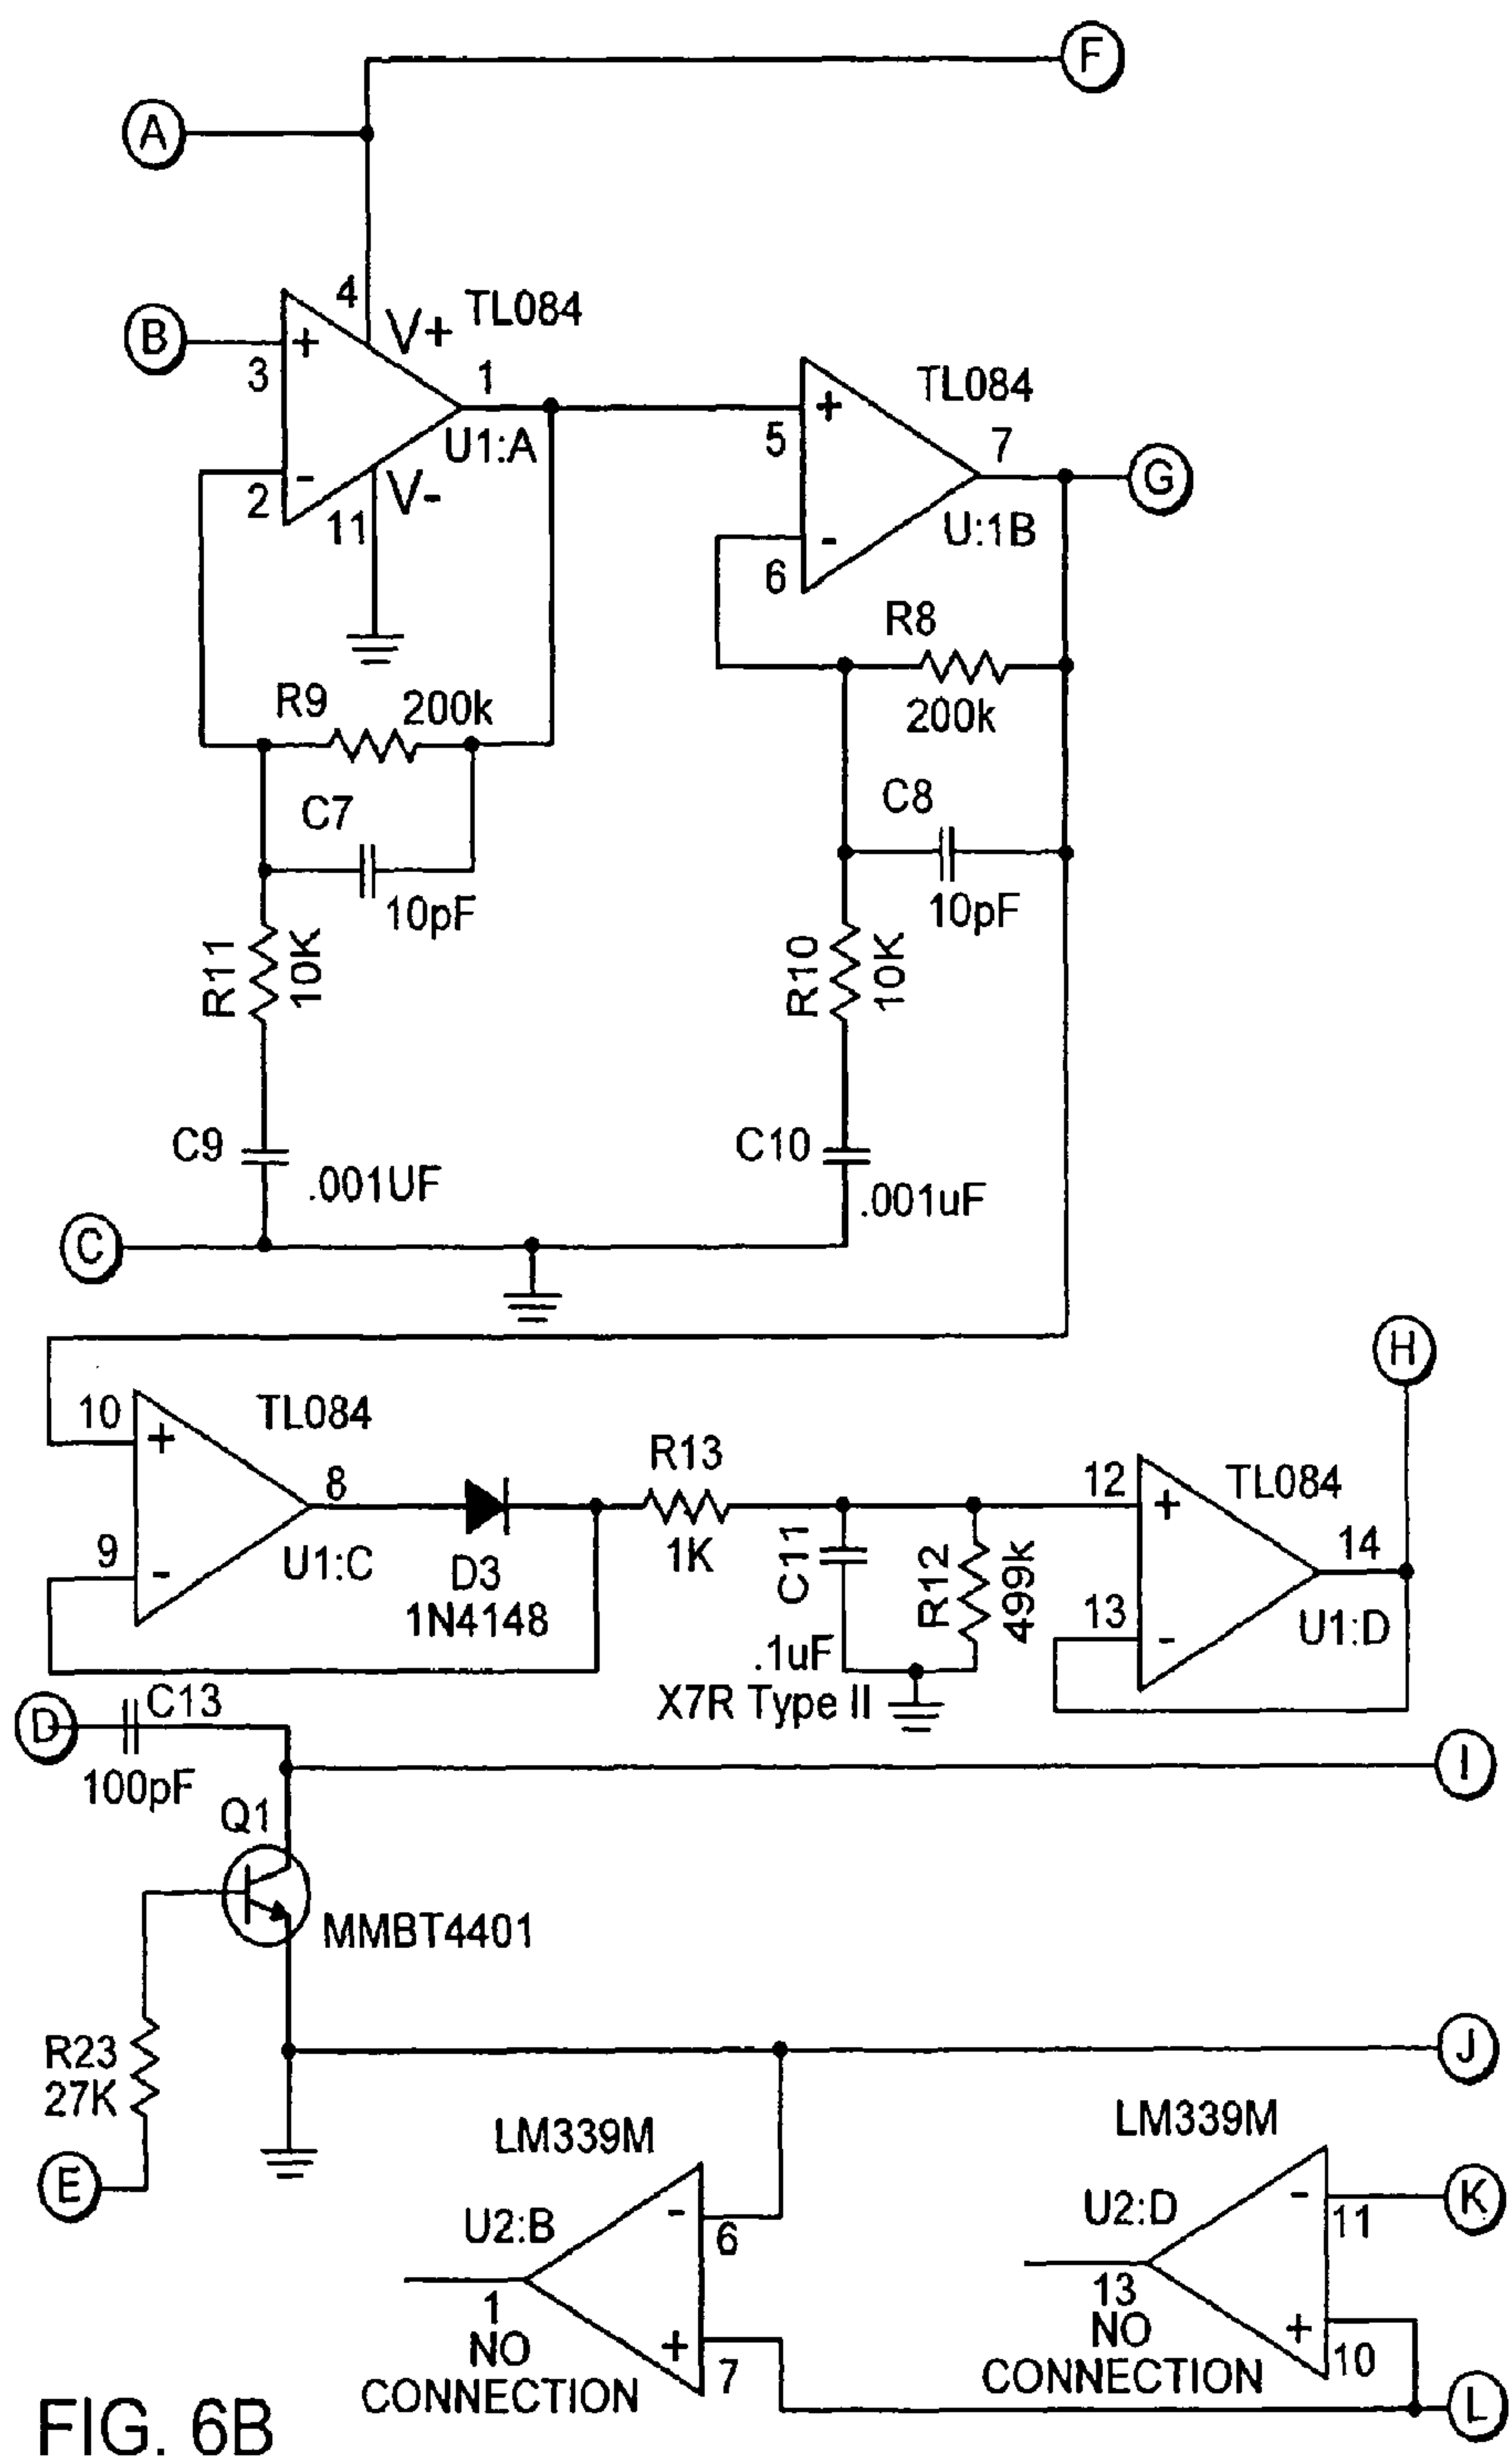 F
A
4
V+
TL084
B
+
3
1
U1:A
-
2
V-
11
TL084
+
5
7
G
U:1B
-
6
R8
200k
R9
200k
C7
10pF
C8
10pF
R11
10K
R10
10K
C9
.001UF
C10
.001uF
C
H
10
+
TL084
8
9
-
U1:C
D3
1N4148
R13
1K
C11
.1uF
X7R Type II
R12
499k
12
+
TL084
14
13
-
U1:D
D
C13
100pF
I
Q1
MMBT4401
R23
27K
E
J
LM339M
U2:B
-
6
1
NO
CONNECTION
+
7
LM339M
U2:D
-
11
K
13
NO
CONNECTION
+
10
L
FIG. 6B